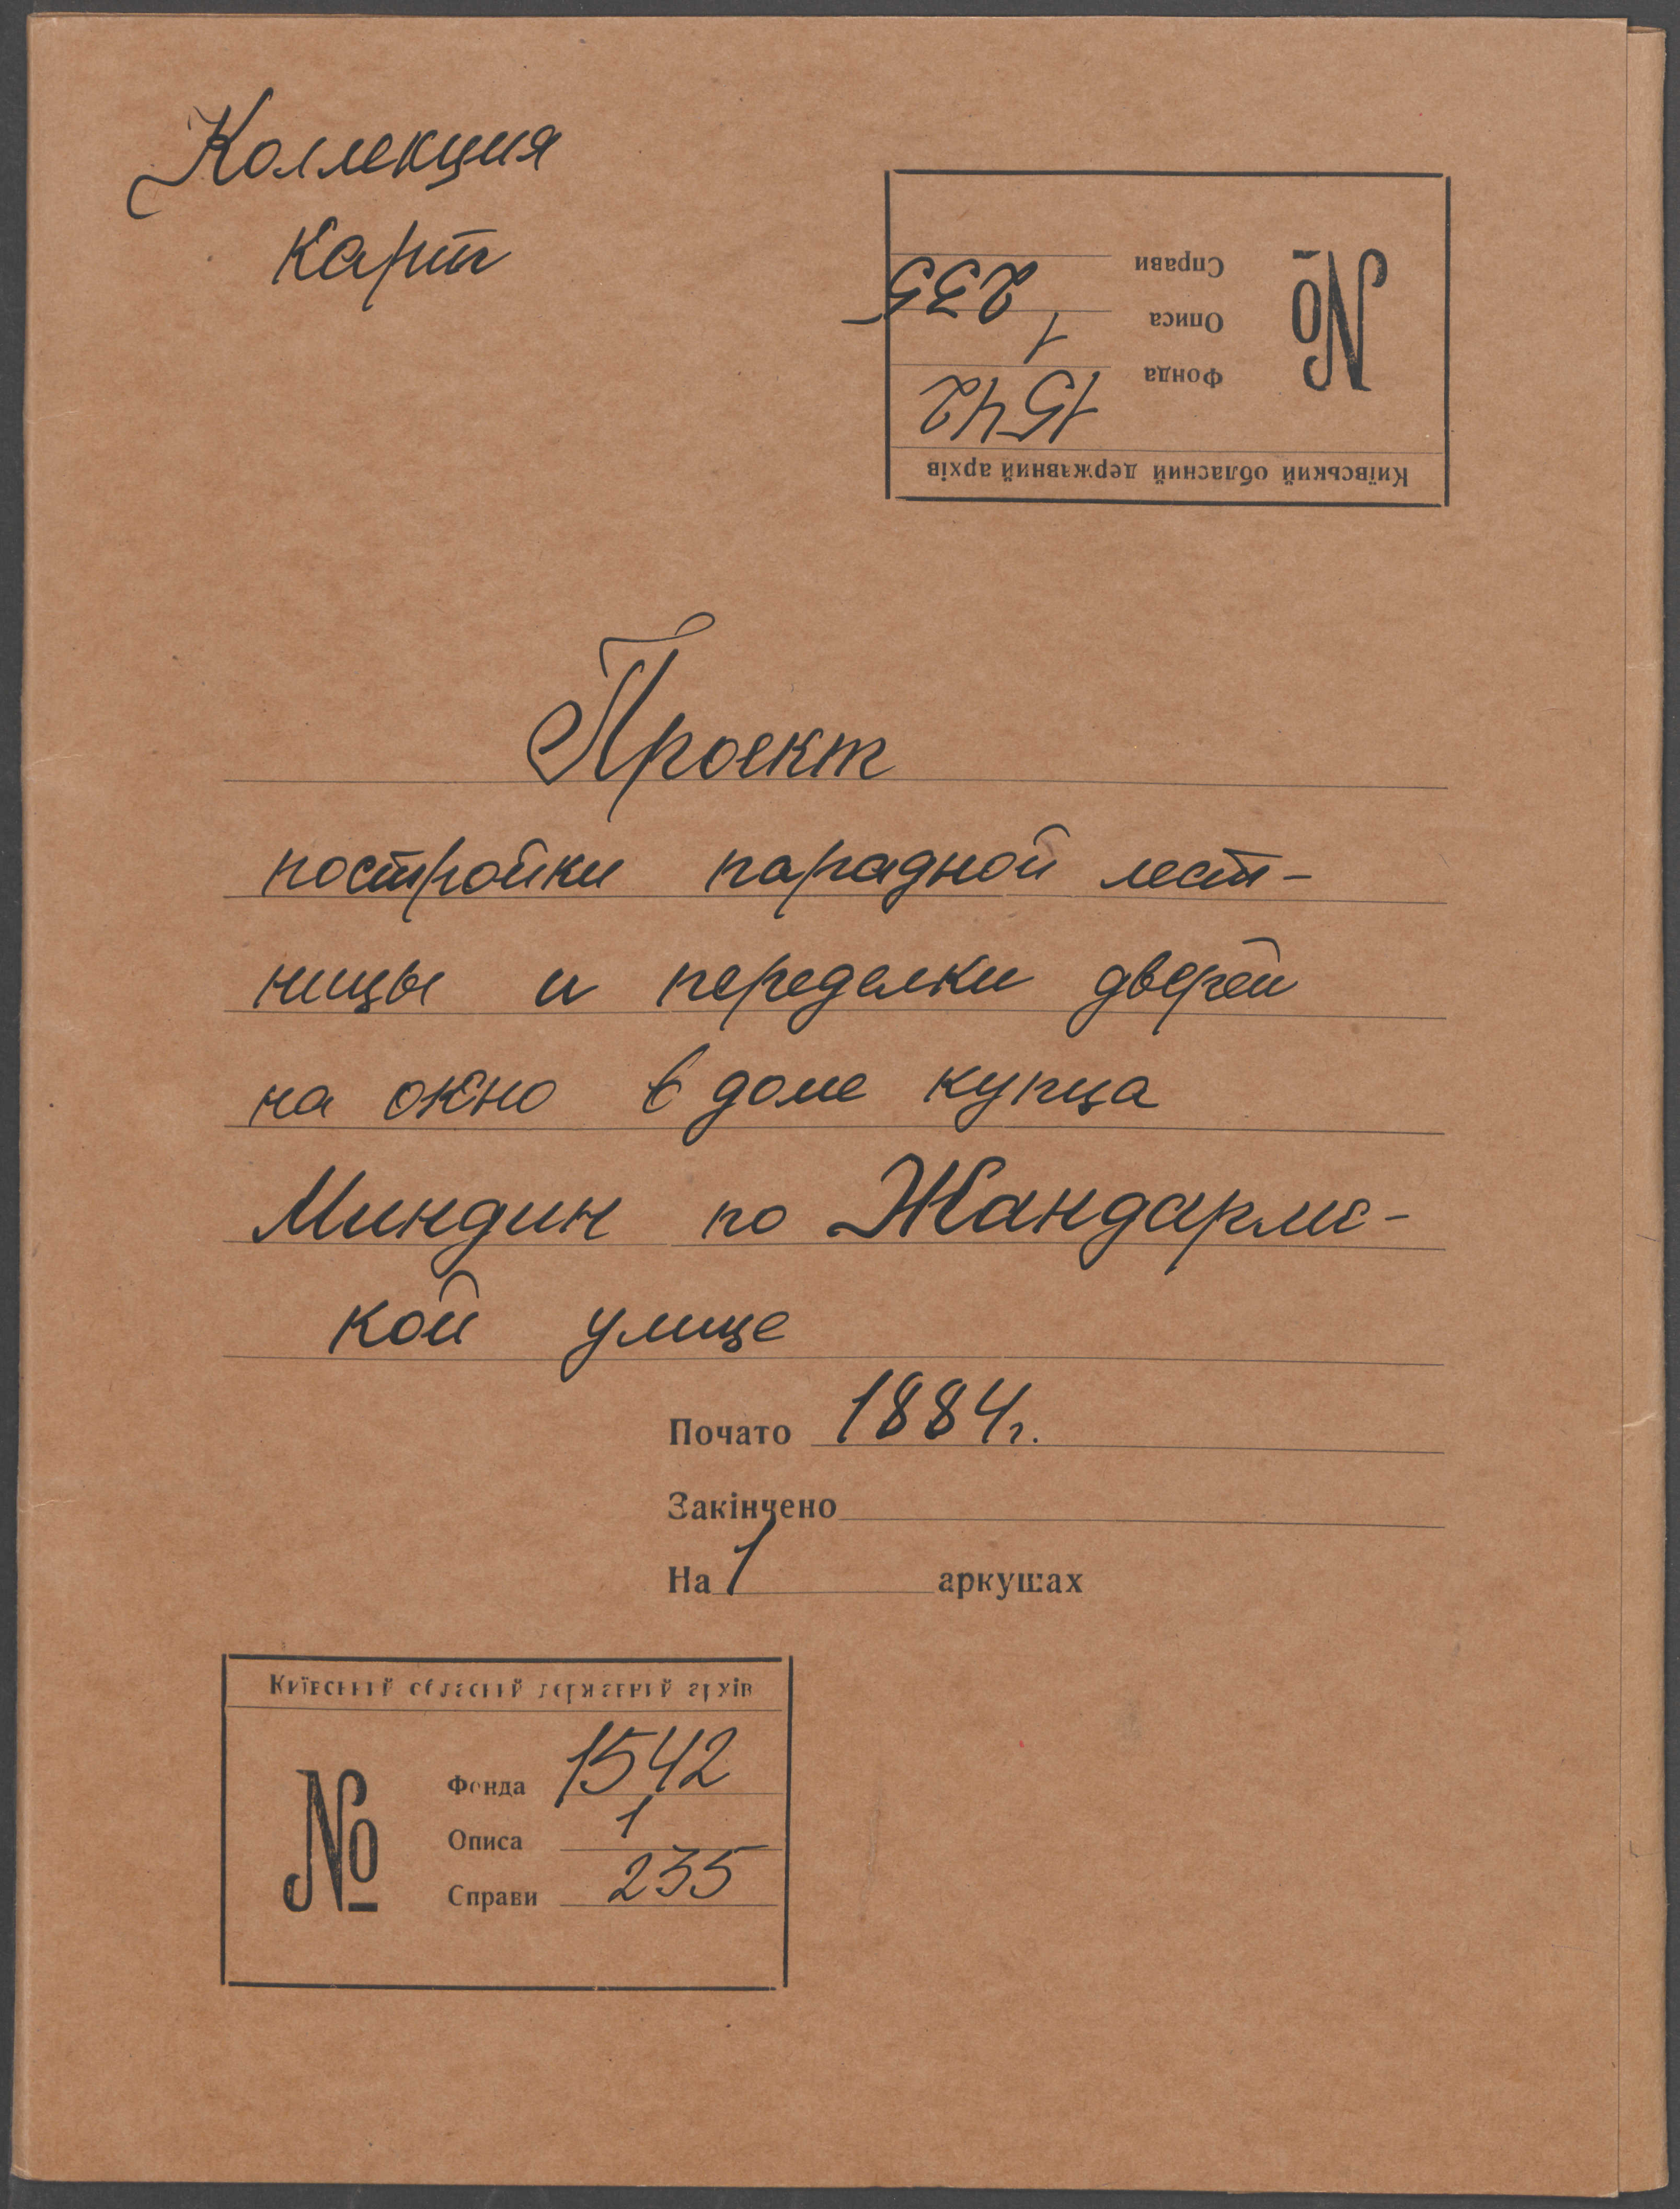 Коллекция
карт
Київський обласний державний архів
№
Фонда 1542
Описа 1
Справи 235
Проект
постройки парадной лест-
ницы и переделки дверей
на окно в доме купца
Миндин по Жандармс-
кой улице
Почато 1884г.
Закінчено
На 1 аркушах
Київський обласний державний архів
№
Фонда 1542
Описа 1
Справи 235